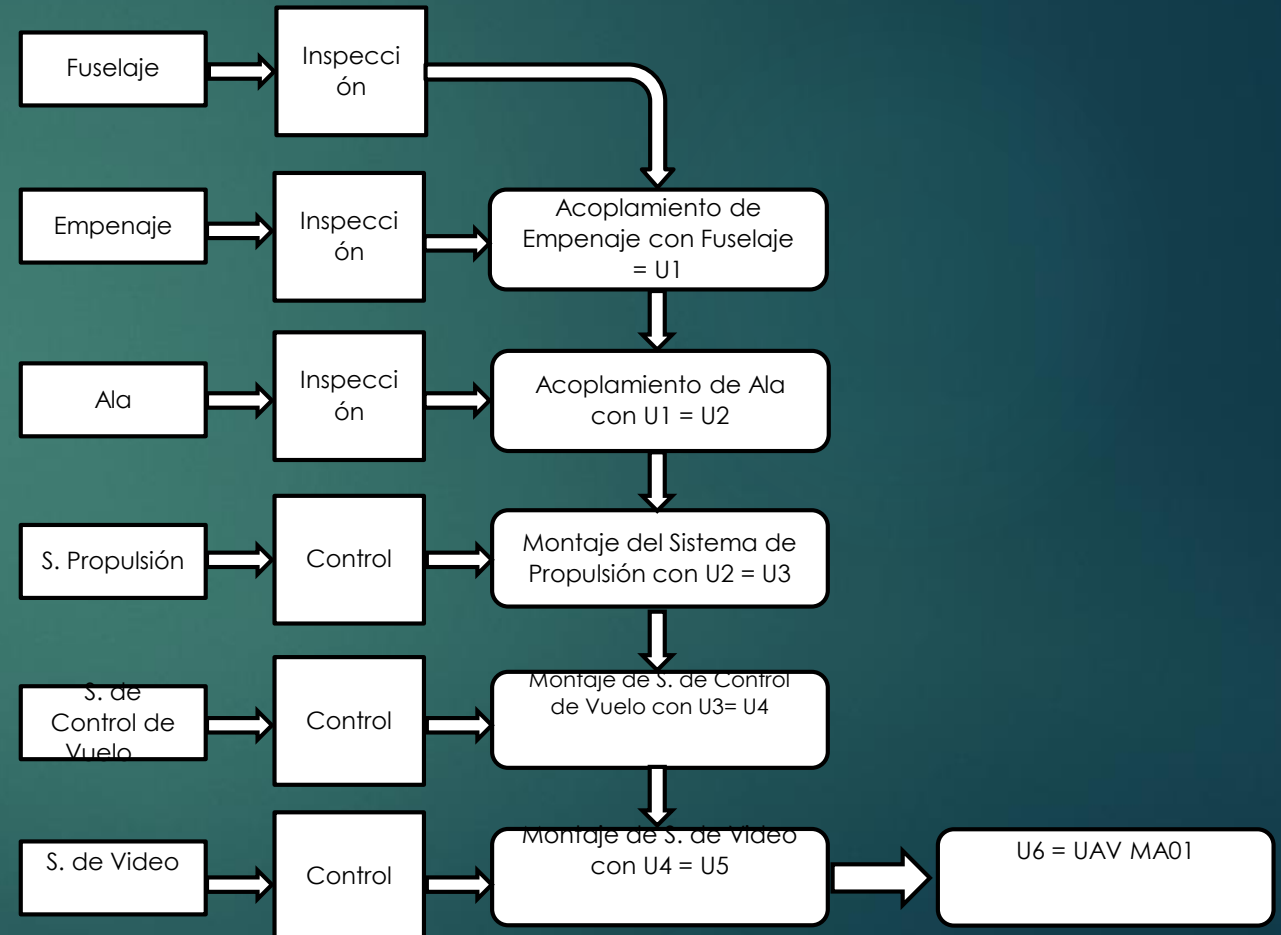 Fuselaje
Inspecci
ón
Empenaje
Inspecci
ón
Acoplamiento de
Empenaje con Fuselaje
= U1
Ala
Inspecci
ón
Acoplamiento de Ala
con U1 = U2
S. Propulsión
Control
Montaje del Sistema de
Propulsión con U2 = U3
S. de
Control de
Vuelo
Control
Montaje de S. de Control
de Vuelo con U3= U4
S. de Video
Control
Montaje de S. de Video
con U4 = U5
U6 = UAV MA01